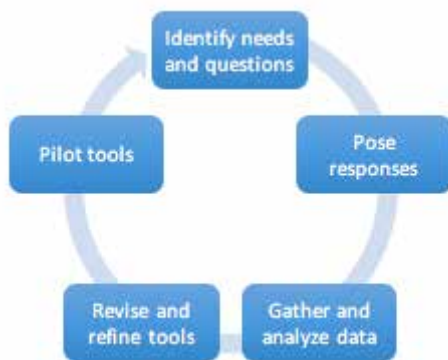 Identify needs
and questions
Pose
responses
Gather and
analyze data
Revise and
refine tools
Pilot tools